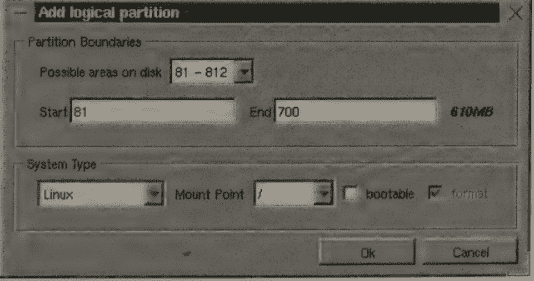 Add logical partition
Partition Boundaries
Possible areas on disk 81 - 812
Start 81 End 700 610MB
System Type
Linux Mount Point / bootable format
Ok Cancel